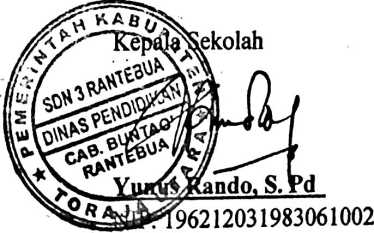 Kepala Sekolah
PEMERINTAH KABUPATEN
TORAJA UTARA
SDN 3 RANTEBUA
DINAS PENDIDIKAN
CAB. BUNTAO'
RANTEBUA
Yunus Rando, S. Pd
NIP. 196212031983061002